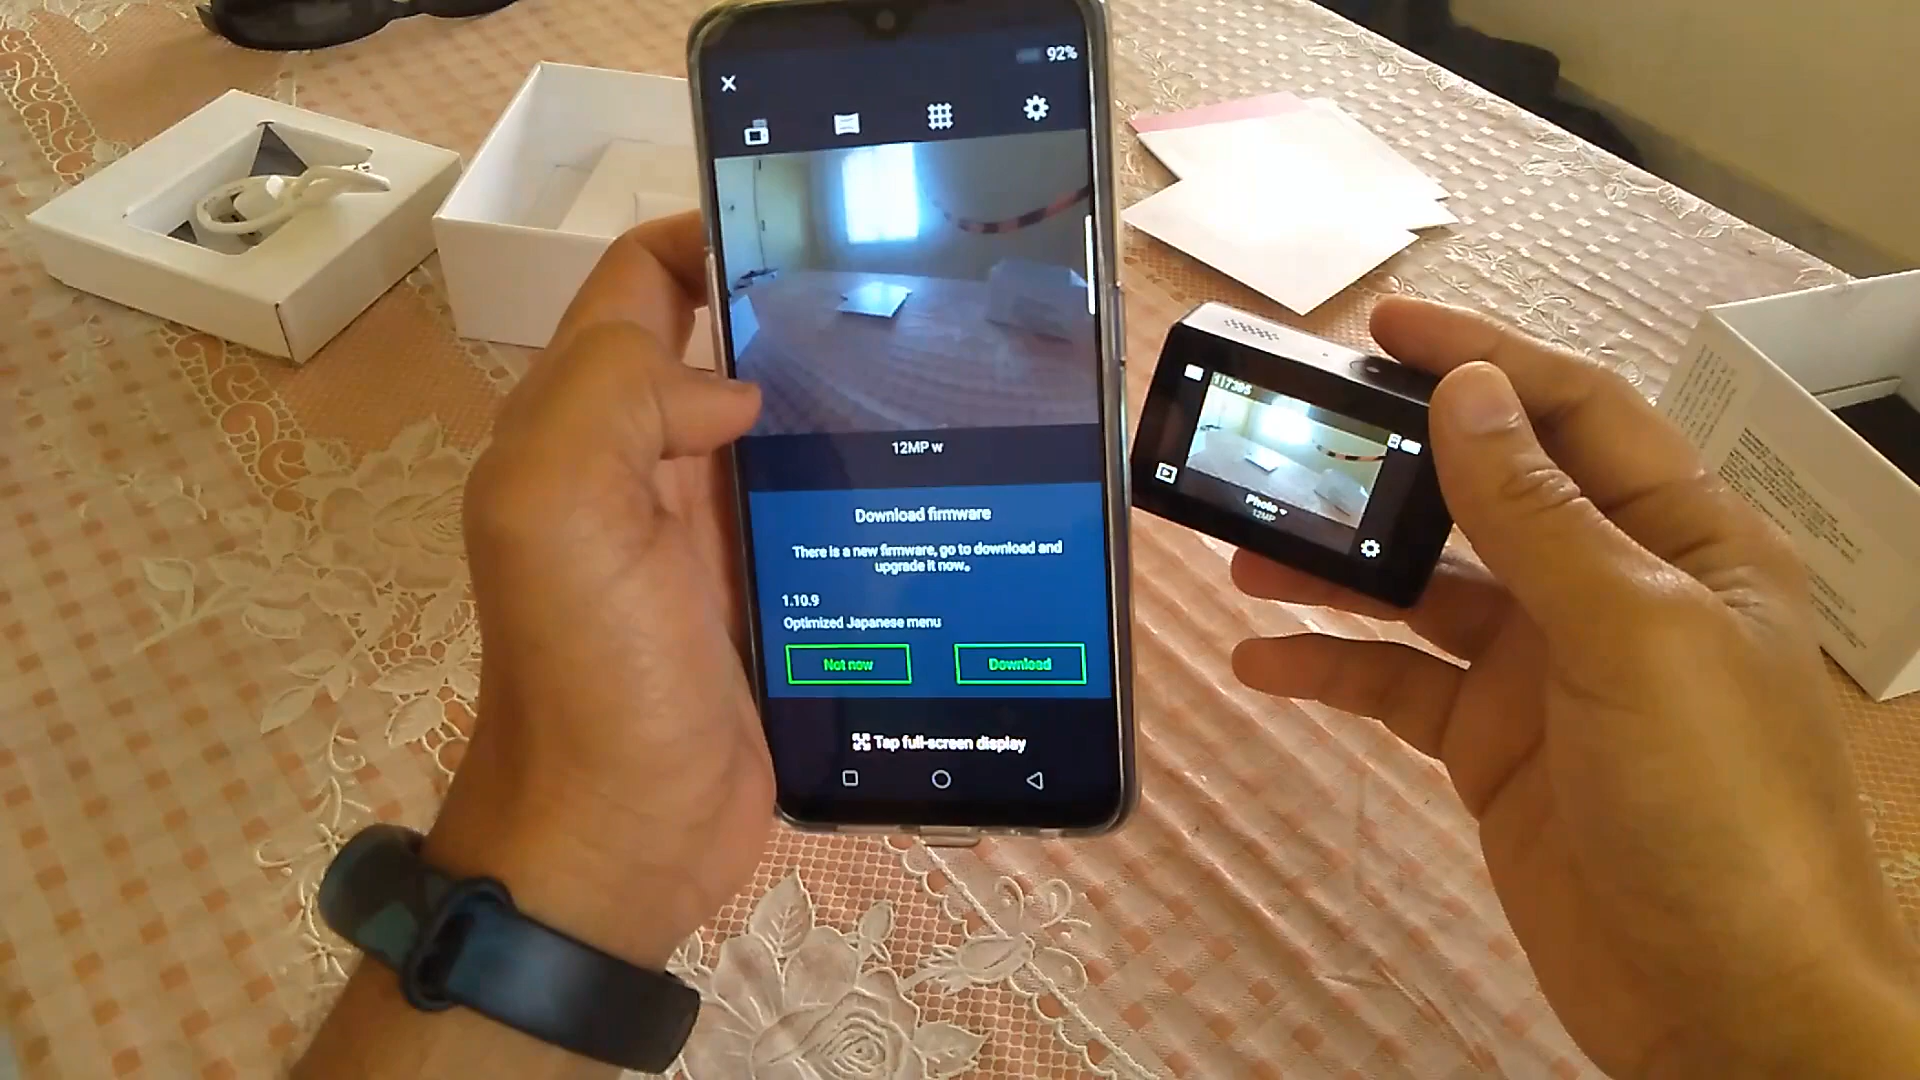 92%
12MP w
Download firmware
There is a new firmware, go to download and
upgrade it now。
1.10.9
Optimized Japanese menu
Not now
Download
Tap full-screen display
117395
Photo
12MP